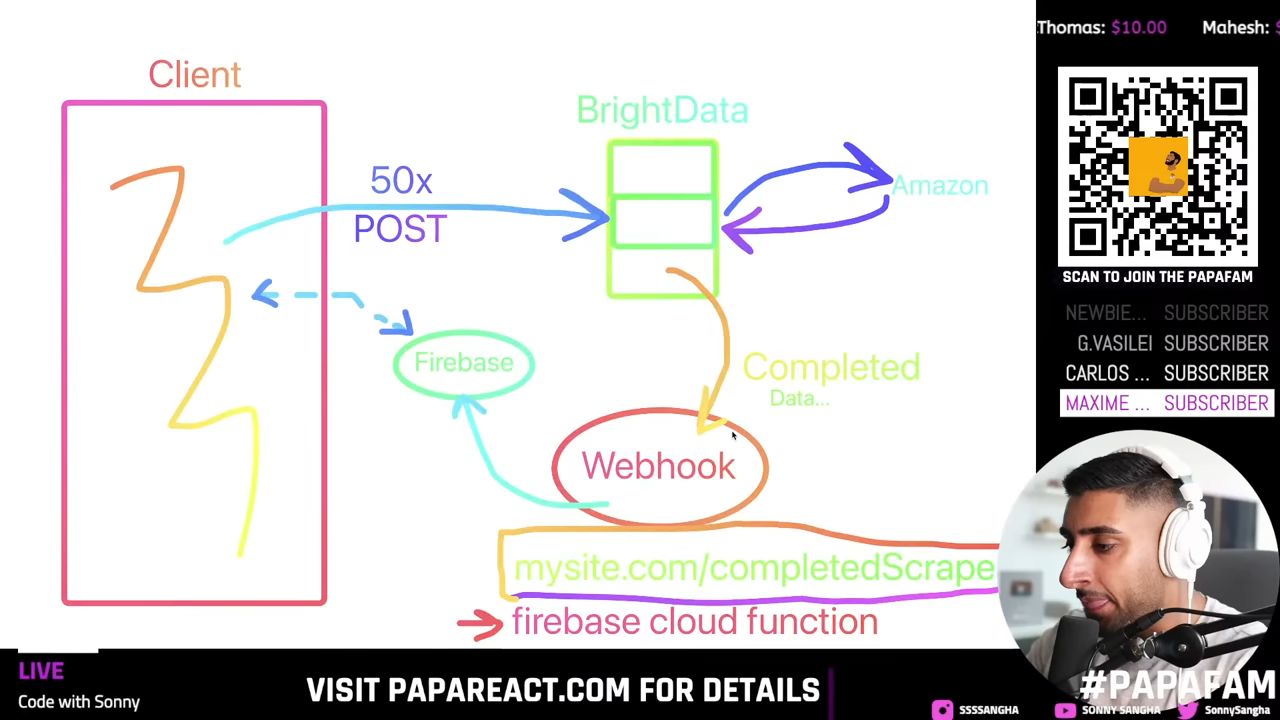 Client
50x
POST
BrightData
Amazon
Firebase
Completed
Data...
Webhook
mysite.com/completedScrape
firebase cloud function
Thomas: $10.00 Mahesh:
SCAN TO JOIN THE PAPAFAM
NEWBIE... SUBSCRIBER
G.VASILEI SUBSCRIBER
CARLOS ... SUBSCRIBER
MAXIME ... SUBSCRIBER
LIVE
Code with Sonny
VISIT PAPAREACT.COM FOR DETAILS
#PAPAFAM
SSSSANGHA
SONNY SANGHA
SonnySangha